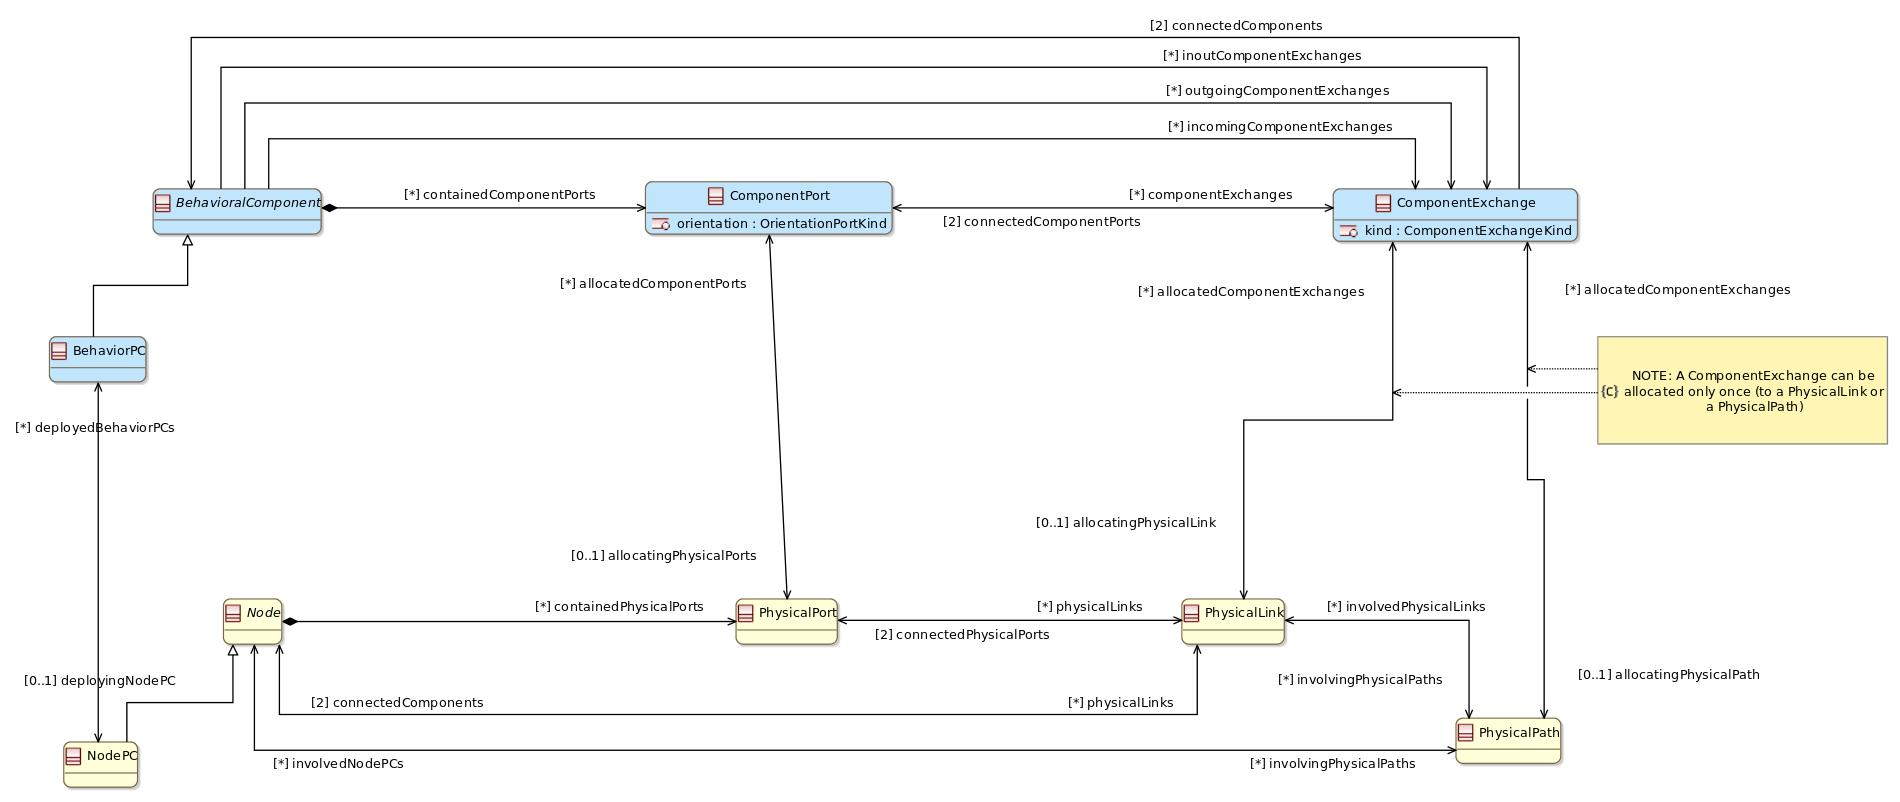 [2] connectedComponents
[*] inoutComponentExchanges
[*] outgoingComponentExchanges
[*] incomingComponentExchanges
BehavioralComponent
[*] containedComponentPorts
ComponentPort
orientation : OrientationPortKind
[*] componentExchanges
[2] connectedComponentPorts
ComponentExchange
kind : ComponentExchangeKind
[*] allocatedComponentPorts
[*] allocatedComponentExchanges
[*] allocatedComponentExchanges
BehaviorPC
NOTE: A ComponentExchange can be
{C} allocated only once (to a PhysicalLink or
a PhysicalPath)
[*] deployedBehaviorPCs
[0..1] allocatingPhysicalLink
[0..1] allocatingPhysicalPorts
Node
[*] containedPhysicalPorts
PhysicalPort
[*] physicalLinks
[2] connectedPhysicalPorts
PhysicalLink
[*] involvedPhysicalLinks
[0..1] deployingNodePC
[*] involvingPhysicalPaths
[0..1] allocatingPhysicalPath
[2] connectedComponents
[*] physicalLinks
PhysicalPath
NodePC
[*] involvedNodePCs
[*] involvingPhysicalPaths